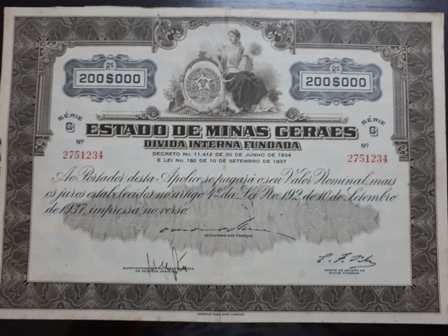 200$000
200$000
SÉRIE
G
Nº
2751234
SÉRIE
G
Nº
2751234
ESTADO DE MINAS GERAES
DIVIDA INTERNA FUNDADA
DECRETO No. 11,412 DE 30 DE JUNHO DE 1934
E LEI No. 192 DE 10 DE SETEMBRO DE 1937
Ao Portador desta Apolice se pagará o seu Valor Nominal, mais
os juros estabelecidos no artigo 1º da Lei No. 192 de 10 de Setembro
de 1937, impressa no verso.